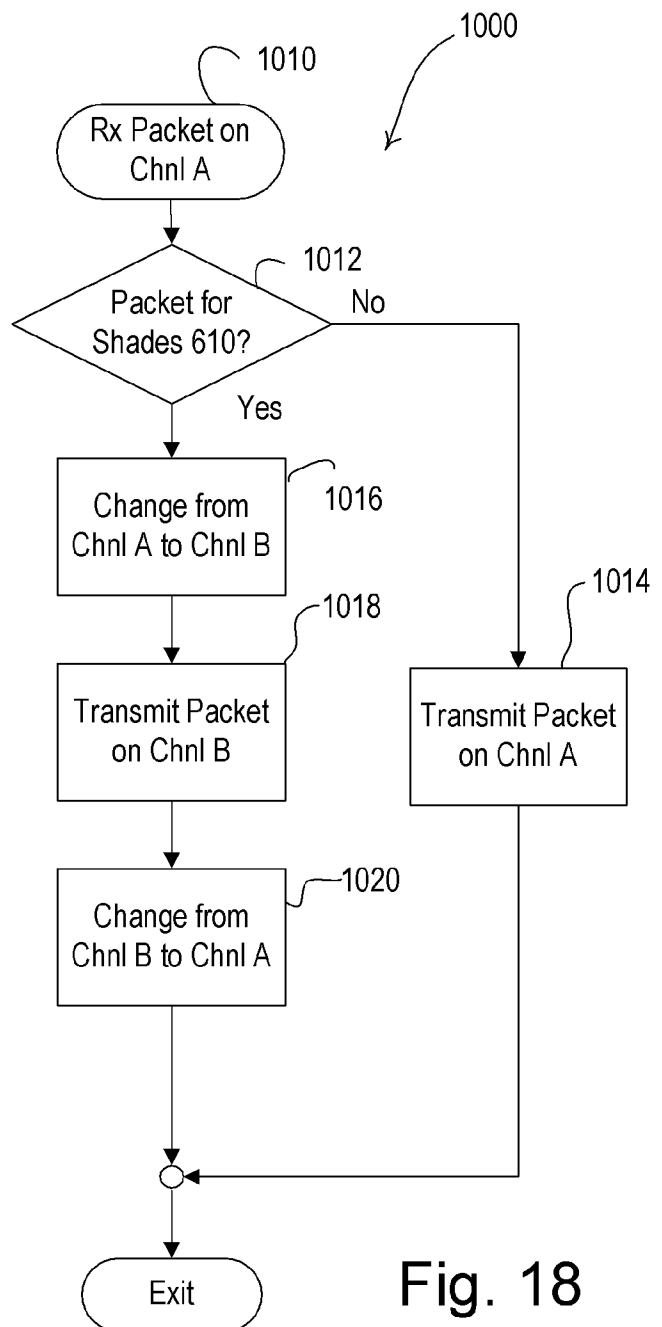 1000
1010
Rx Packet on
Chnl A
1012
Packet for
Shades 610?
No
Yes
1016
Change from
Chnl A to Chnl B
1014
1018
Transmit Packet
on Chnl B
Transmit Packet
on Chnl A
1020
Change from
Chnl B to Chnl A
Exit
Fig. 18